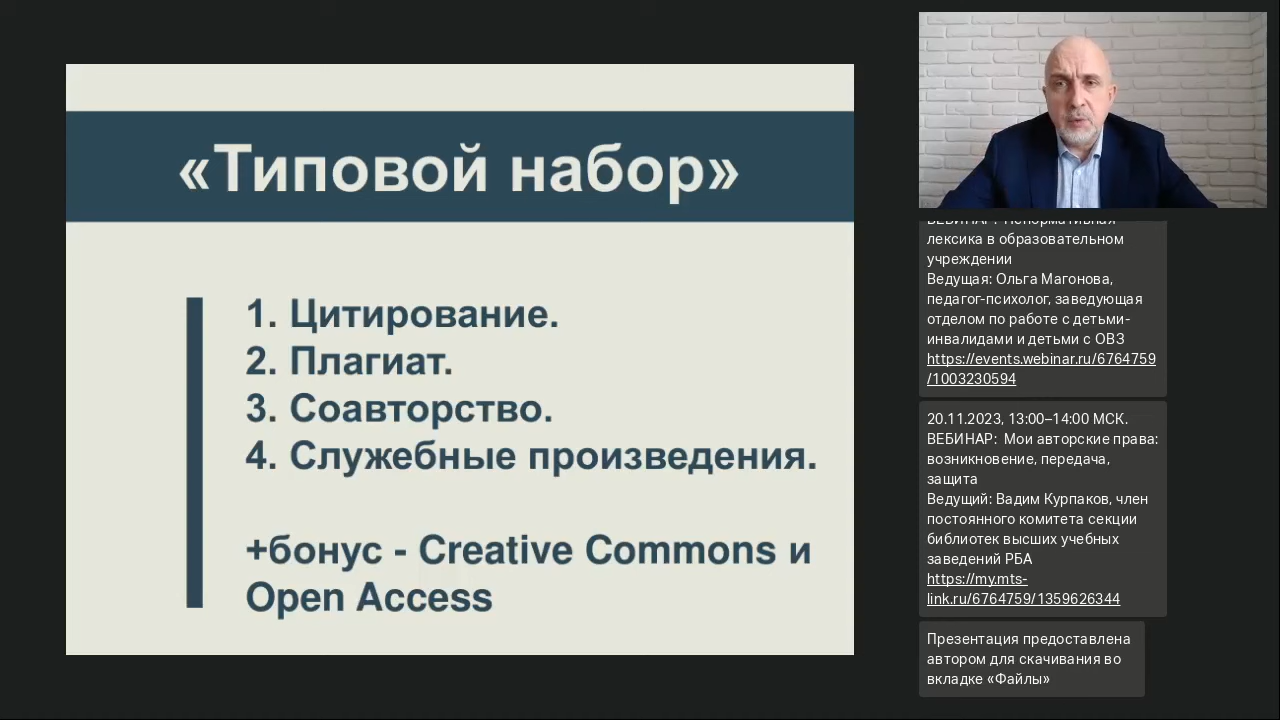 «Типовой набор»
1. Цитирование.
2. Плагиат.
3. Соавторство.
4. Служебные произведения.
+бонус - Creative Commons и
Open Access
ВЕБИНАР: Ненормативная
лексика в образовательном
учреждении
Ведущая: Ольга Магонова,
педагог-психолог, заведующая
отделом по работе с детьми-
инвалидами и детьми с ОВЗ
https://events.webinar.ru/6764759
/1003230594
20.11.2023, 13:00–14:00 МСК.
ВЕБИНАР: Мои авторские права:
возникновение, передача,
защита
Ведущий: Вадим Курпаков, член
постоянного комитета секции
библиотек высших учебных
заведений РБА
https://my.mts-
link.ru/6764759/1359626344
Презентация предоставлена
автором для скачивания во
вкладке «Файлы»